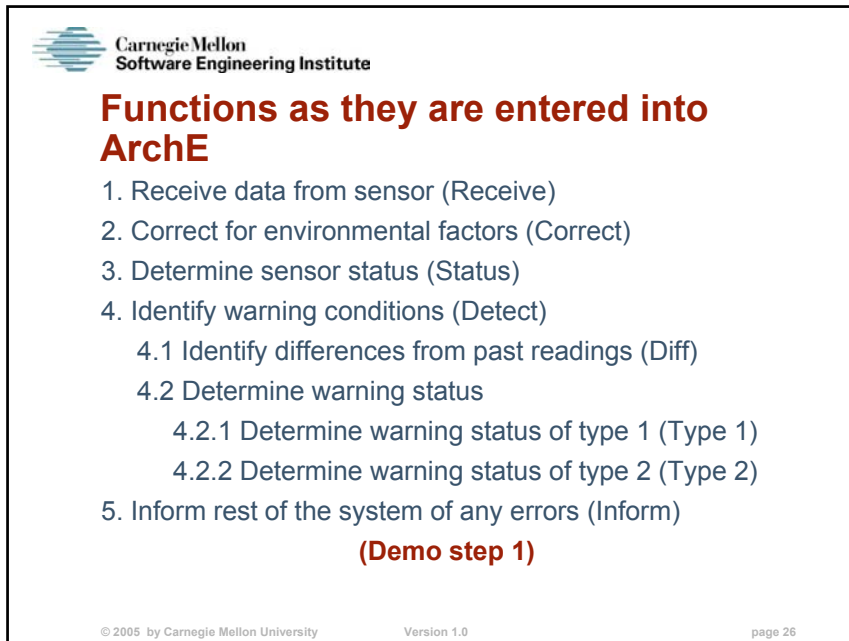 Carnegie Mellon
Software Engineering Institute
Functions as they are entered into
ArchE
1. Receive data from sensor (Receive)
2. Correct for environmental factors (Correct)
3. Determine sensor status (Status)
4. Identify warning conditions (Detect)
4.1 Identify differences from past readings (Diff)
4.2 Determine warning status
4.2.1 Determine warning status of type 1 (Type 1)
4.2.2 Determine warning status of type 2 (Type 2)
5. Inform rest of the system of any errors (Inform)
(Demo step 1)
© 2005 by Carnegie Mellon University Version 1.0 page 26